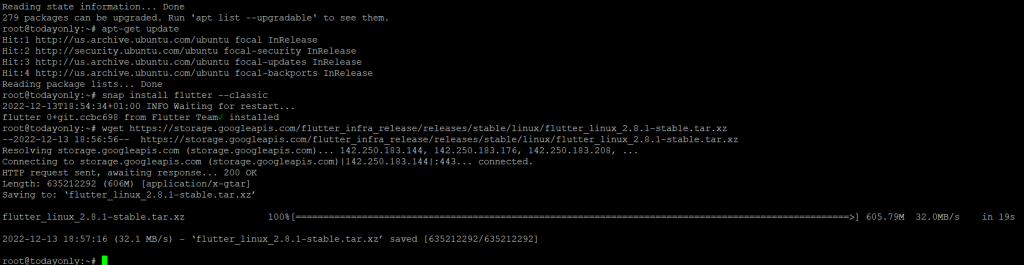 Reading state information... Done
279 packages can be upgraded. Run 'apt list --upgradable' to see them.
root@todayonly:~# apt-get update
Hit:1 http://us.archive.ubuntu.com/ubuntu focal InRelease
Hit:2 http://security.ubuntu.com/ubuntu focal-security InRelease
Hit:3 http://us.archive.ubuntu.com/ubuntu focal-updates InRelease
Hit:4 http://us.archive.ubuntu.com/ubuntu focal-backports InRelease
Reading package lists... Done
root@todayonly:~# snap install flutter --classic
2022-12-13T18:54:34+01:00 INFO Waiting for restart...
flutter 0+git.ccbc698 from Flutter Team✓ installed
root@todayonly:~# wget https://storage.googleapis.com/flutter_infra_release/releases/stable/linux/flutter_linux_2.8.1-stable.tar.xz
--2022-12-13 18:56:56--  https://storage.googleapis.com/flutter_infra_release/releases/stable/linux/flutter_linux_2.8.1-stable.tar.xz
Resolving storage.googleapis.com (storage.googleapis.com)... 142.250.183.144, 142.250.183.176, 142.250.183.208, ...
Connecting to storage.googleapis.com (storage.googleapis.com)|142.250.183.144|:443... connected.
HTTP request sent, awaiting response... 200 OK
Length: 635212292 (606M) [application/x-gtar]
Saving to: ‘flutter_linux_2.8.1-stable.tar.xz’
flutter_linux_2.8.1-stable.tar.xz 100%[===================================================================================================>] 605.79M 32.0MB/s in 19s
2022-12-13 18:57:16 (32.1 MB/s) - ‘flutter_linux_2.8.1-stable.tar.xz’ saved [635212292/635212292]
root@todayonly:~#